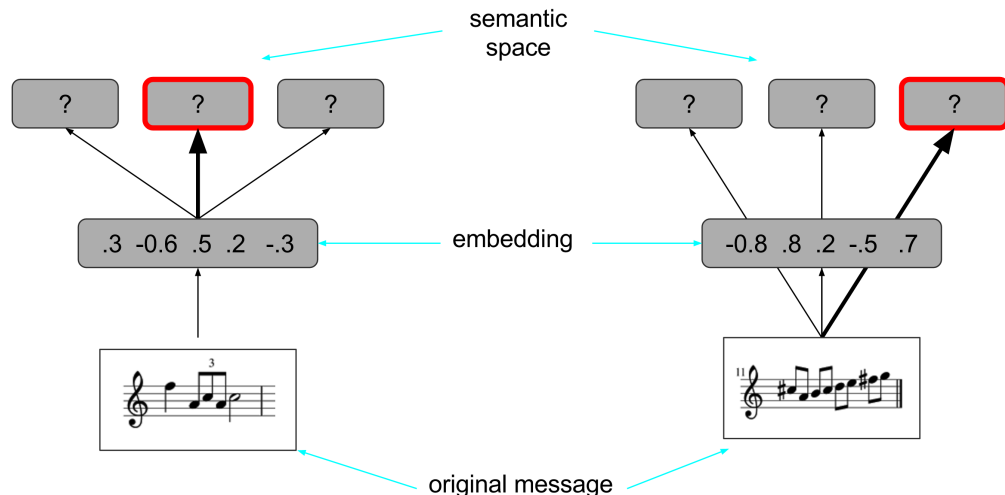 semantic
space
? ? ? ? ? ?
.3 -0.6 .5 .2 -.3
embedding
-0.8 .8 .2 -.5 .7
3
11
original message